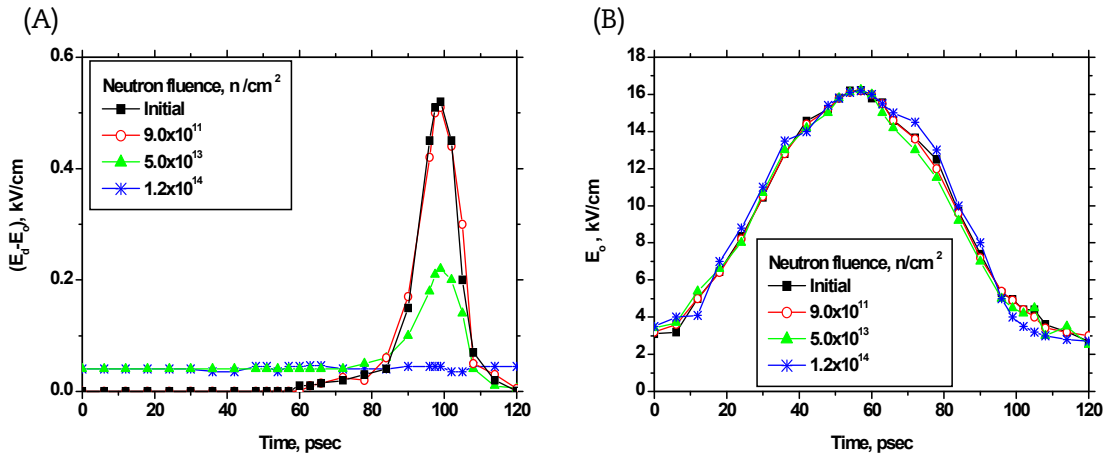 (A)
(B)
0.6
0.4
0.2
0.0
(E_d-E_o), kV/cm
Neutron fluence, n/cm²
Initial
9.0x10¹¹
5.0x10¹³
1.2x10¹⁴
0 20 40 60 80 100 120
Time, psec
18
16
14
12
10
8
6
4
2
0
E_o, kV/cm
Neutron fluence, n/cm²
Initial
9.0x10¹¹
5.0x10¹³
1.2x10¹⁴
0 20 40 60 80 100 120
Time, psec